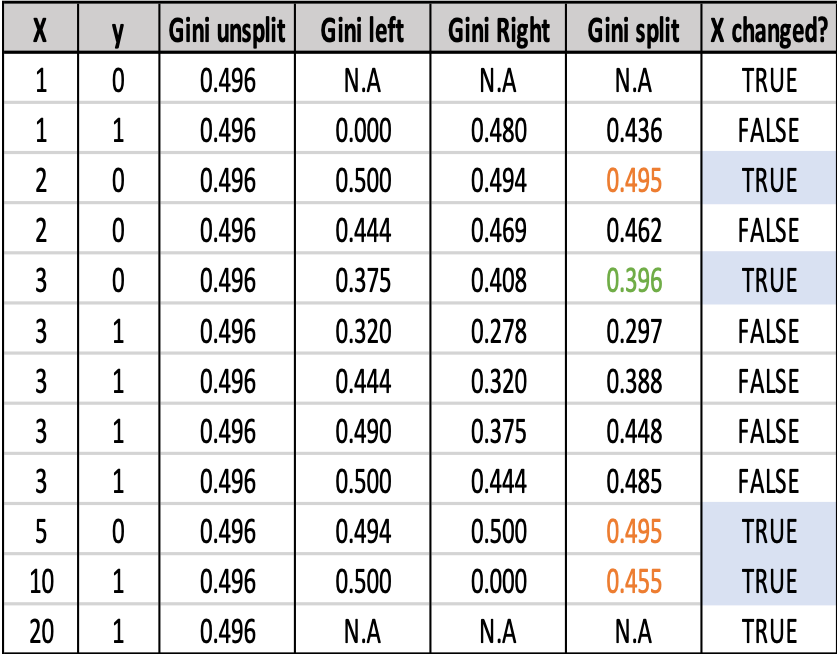 X y Gini unsplit Gini left Gini Right Gini split X changed?
1 0 0.496 N.A N.A N.A TRUE
1 1 0.496 0.000 0.480 0.436 FALSE
2 0 0.496 0.500 0.494 0.495 TRUE
2 0 0.496 0.444 0.469 0.462 FALSE
3 0 0.496 0.375 0.408 0.396 TRUE
3 1 0.496 0.320 0.278 0.297 FALSE
3 1 0.496 0.444 0.320 0.388 FALSE
3 1 0.496 0.490 0.375 0.448 FALSE
3 1 0.496 0.500 0.444 0.485 FALSE
5 0 0.496 0.494 0.500 0.495 TRUE
10 1 0.496 0.500 0.000 0.455 TRUE
20 1 0.496 N.A N.A N.A TRUE